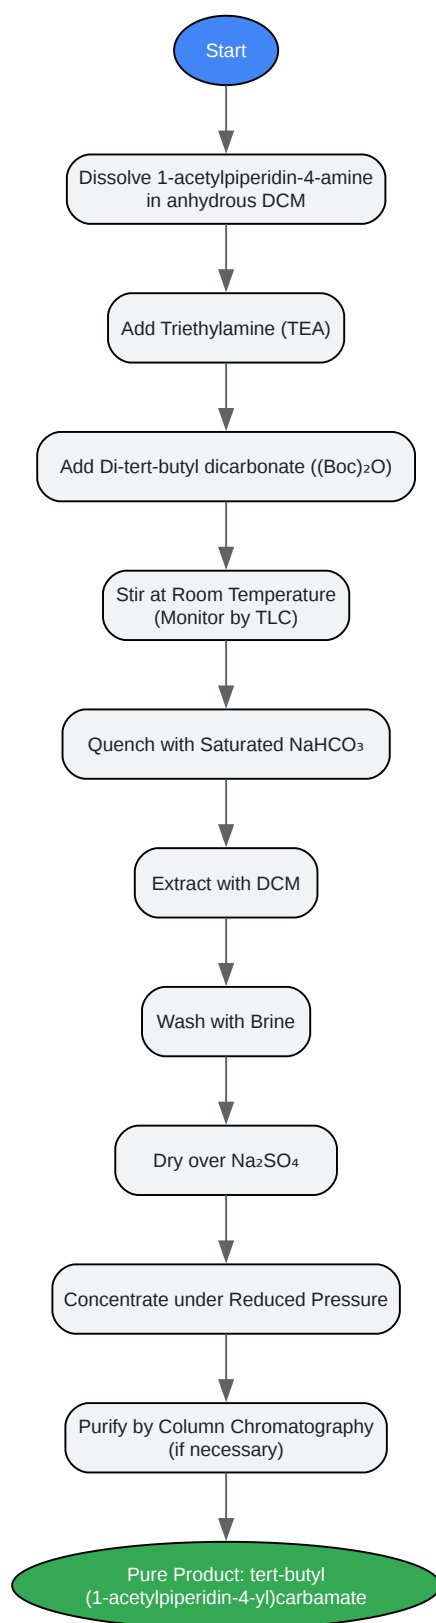 Start
Dissolve 1-acetylpiperidin-4-amine
in anhydrous DCM
Add Triethylamine (TEA)
Add Di-tert-butyl dicarbonate ((Boc)₂O)
Stir at Room Temperature
(Monitor by TLC)
Quench with Saturated NaHCO₃
Extract with DCM
Wash with Brine
Dry over Na₂SO₄
Concentrate under Reduced Pressure
Purify by Column Chromatography
(if necessary)
Pure Product: tert-butyl
(1-acetylpiperidin-4-yl)carbamate